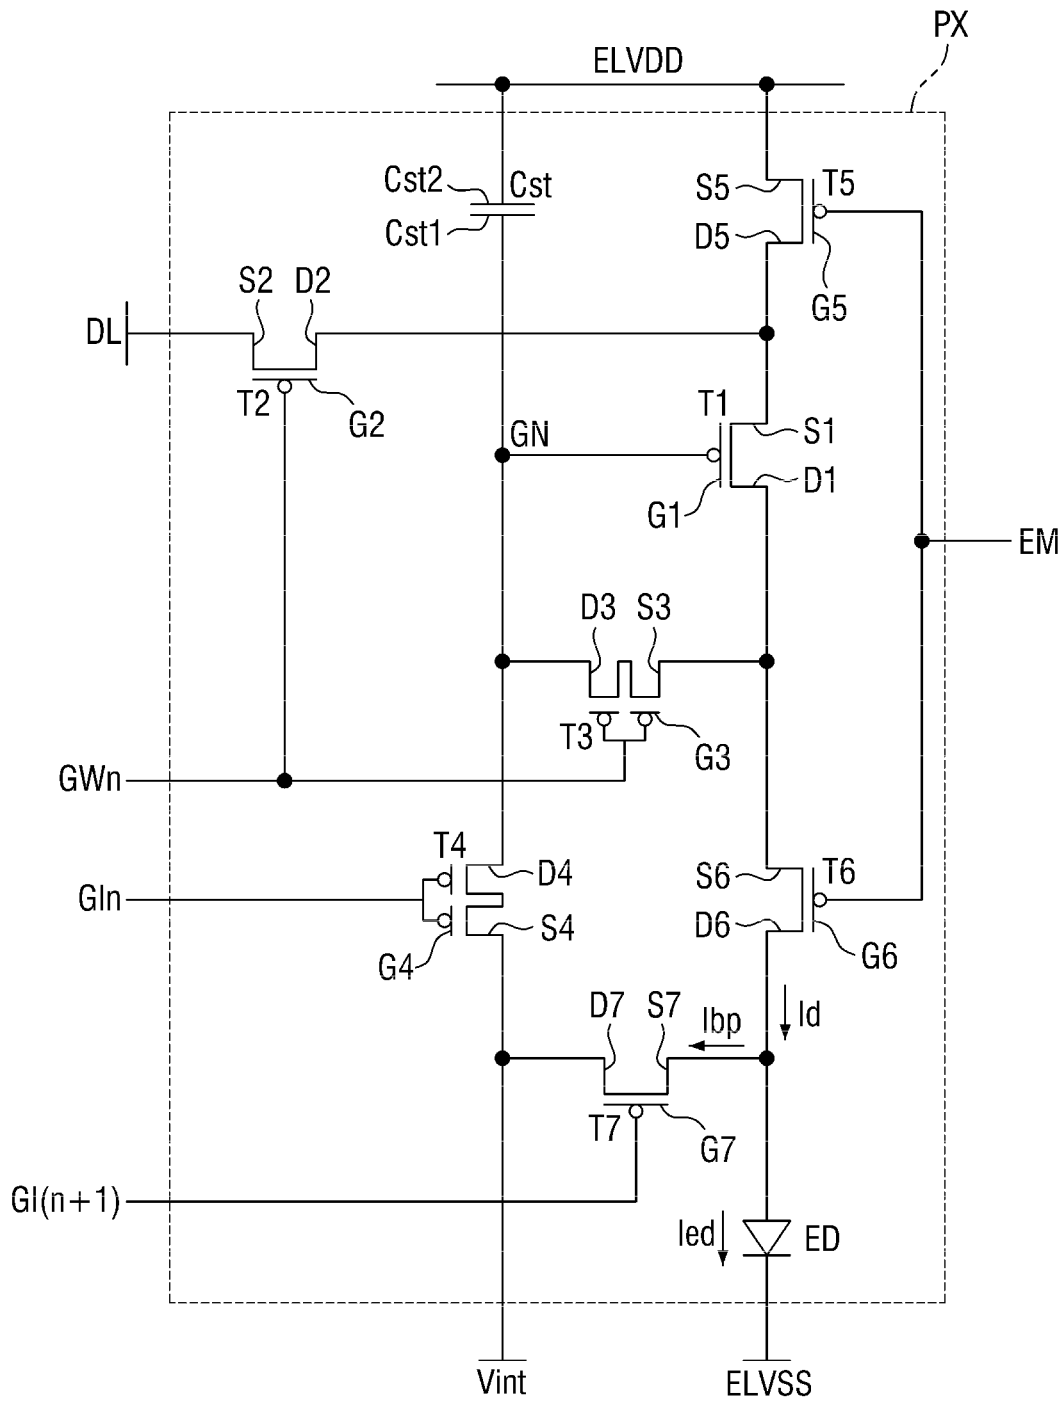 PX
ELVDD
Cst2
Cst
Cst1
S5
T5
D5
G5
S2
D2
DL
T2
G2
T1
GN
S1
D1
G1
EM
D3
S3
T3
G3
GWn
T4
D4
S6
T6
GIn
S4
D6
G4
G6
D7
S7
Ibp
Id
T7
G7
GI(n+1)
Ied
ED
Vint
ELVSS